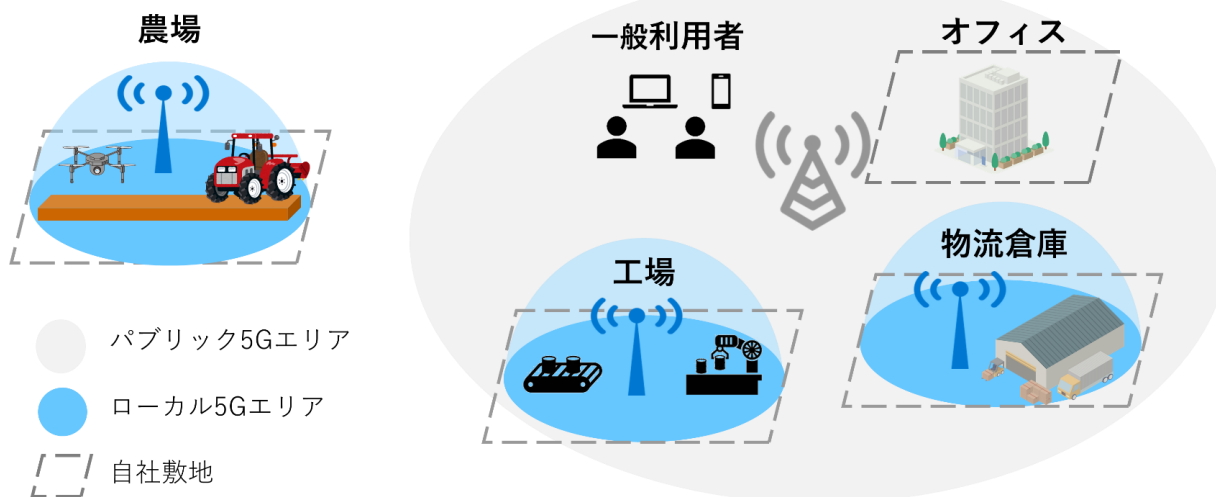 農場
一般利用者
オフィス
工場
物流倉庫
パブリック5Gエリア
ローカル5Gエリア
自社敷地